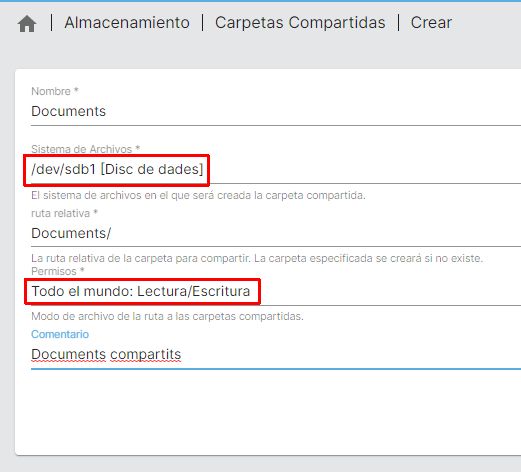 Almacenamiento | Carpetas Compartidas | Crear
Nombre *
Documents
Sistema de Archivos *
/dev/sdb1 [Disc de dades]
El sistema de archivos en el que será creada la carpeta compartida.
ruta relativa *
Documents/
La ruta relativa de la carpeta para compartir. La carpeta especificada se creará si no existe.
Permisos *
Todo el mundo: Lectura/Escritura
Modo de archivo de la ruta a las carpetas compartidas.
Comentario
Documents compartits